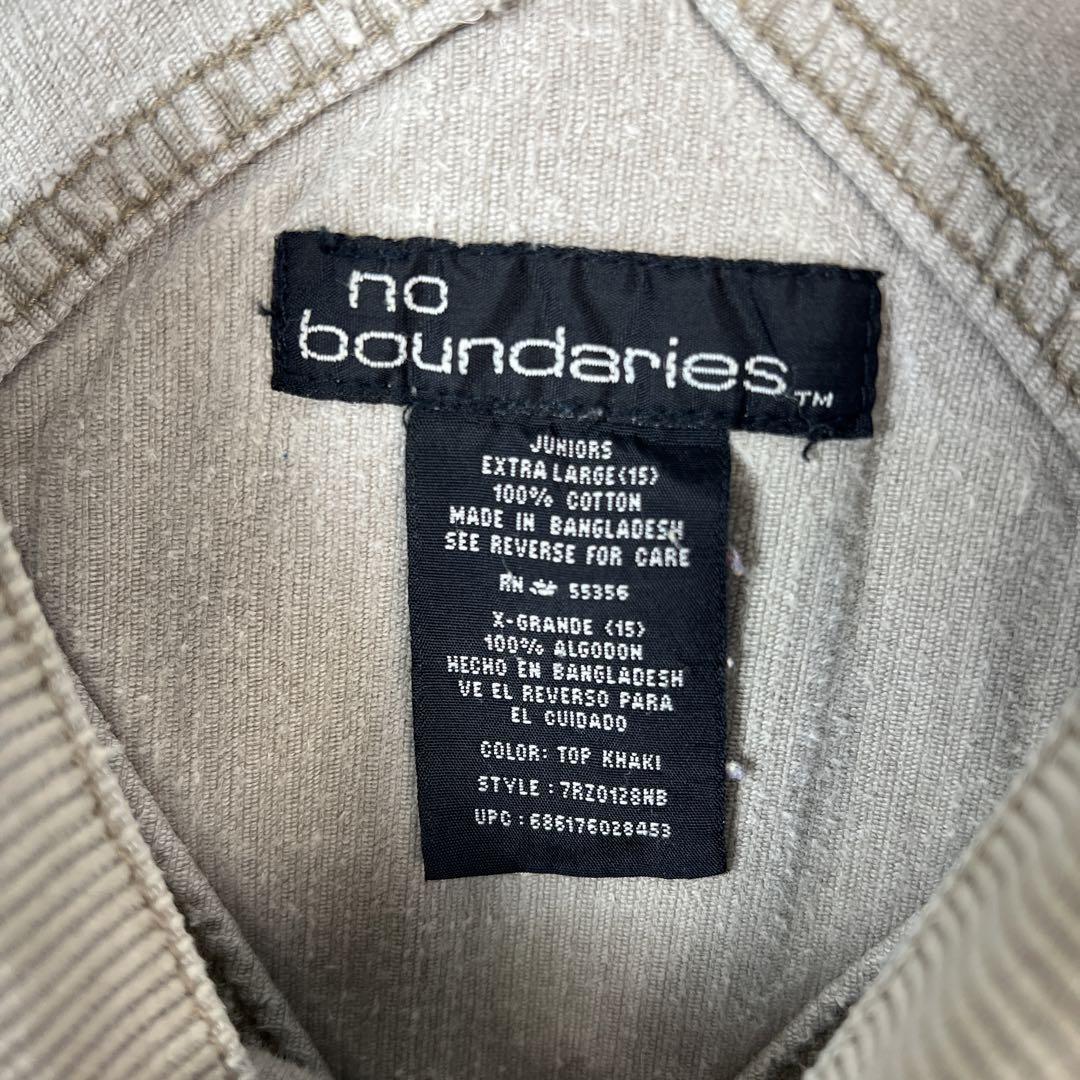 no
boundaries™
JUNIORS
EXTRA LARGE (15)
100% COTTON
MADE IN BANGLADESH
SEE REVERSE FOR CARE
RN # 55356
X-GRANDE (15)
100% ALGODON
HECHO EN BANGLADESH
VE EL REVERSO PARA
EL CUIDADO
COLOR: TOP KHAKI
STYLE : 7RZ0128NB
UPC : 686176028453